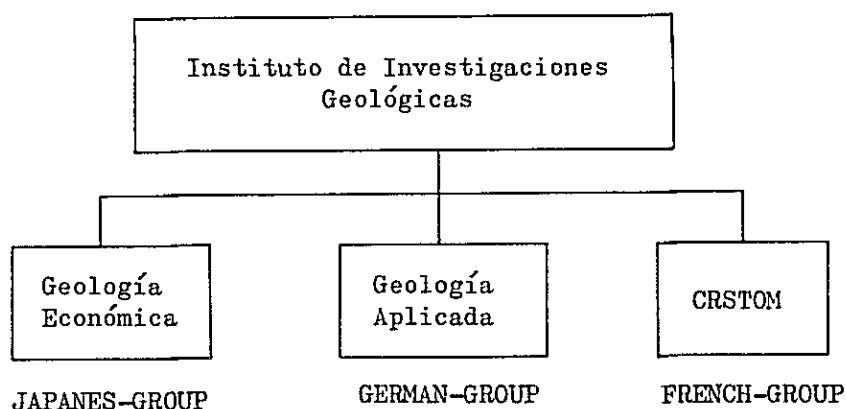 Instituto de Investigaciones
Geológicas
Geología
Económica
Geología
Aplicada
CRSTOM
JAPANES-GROUP
GERMAN-GROUP
FRENCH-GROUP